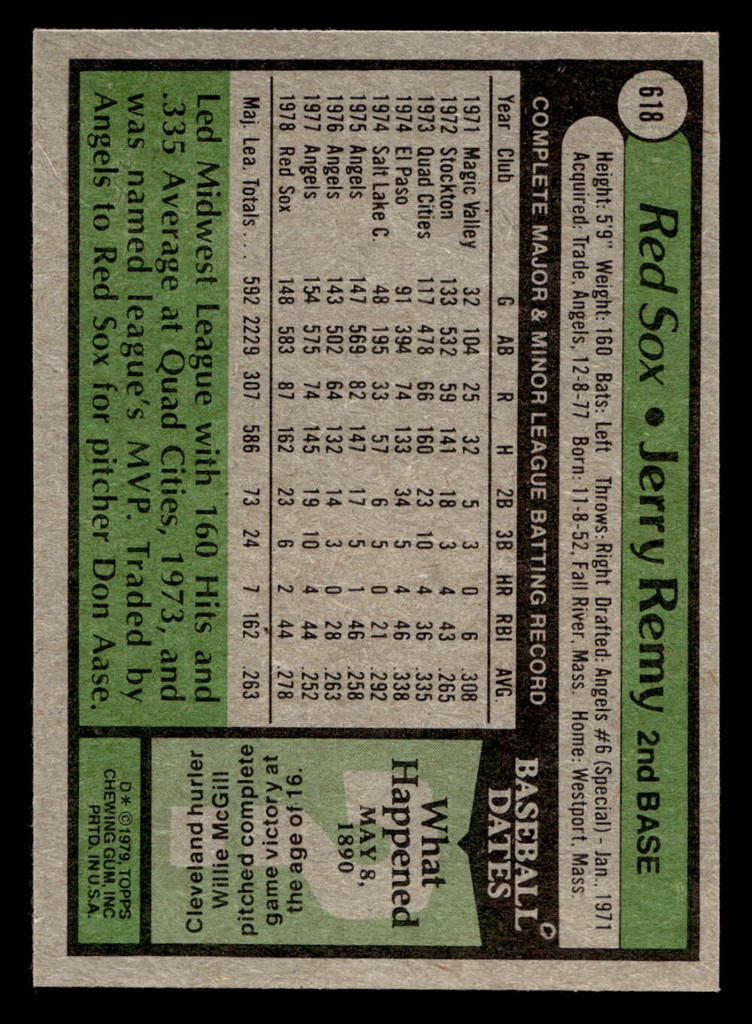 618
Red Sox • Jerry Remy 2nd BASE
Height: 5'9" Weight: 160 Bats: Left Throws: Right Drafted: Angels #6 (Special) - Jan., 1971
Acquired: Trade, Angels, 12-8-77 Born: 11-8-52, Fall River, Mass. Home: Westport, Mass.
COMPLETE MAJOR & MINOR LEAGUE BATTING RECORD
Year Club G AB R H 2B 3B HR RBI AVG.
1971 Magic Valley 32 104 25 32 5 3 0 6 .308
1972 Stockton 133 532 59 141 18 3 4 43 .265
1973 Quad Cities 117 478 66 160 23 10 4 36 .335
1974 El Paso 91 394 74 133 34 5 4 46 .338
1974 Salt Lake C. 48 195 33 57 6 5 0 21 .292
1975 Angels 147 569 82 147 17 5 1 46 .258
1976 Angels 143 502 64 132 14 3 0 28 .263
1977 Angels 154 575 74 145 19 10 4 44 .252
1978 Red Sox 148 583 87 162 23 6 2 44 .278
Maj. Lea. Totals . . . 592 2229 307 586 73 24 7 162 .263
Led Midwest League with 160 Hits and
.335 Average at Quad Cities, 1973, and
was named league's MVP. Traded by
Angels to Red Sox for pitcher Don Aase.
BASEBALL
DATES
What
Happened
MAY 8,
1890
Cleveland hurler
Willie McGill
pitched complete
game victory at
the age of 16.
D* ©1979, TOPPS
CHEWING GUM, INC
PRTD. IN U.S.A.